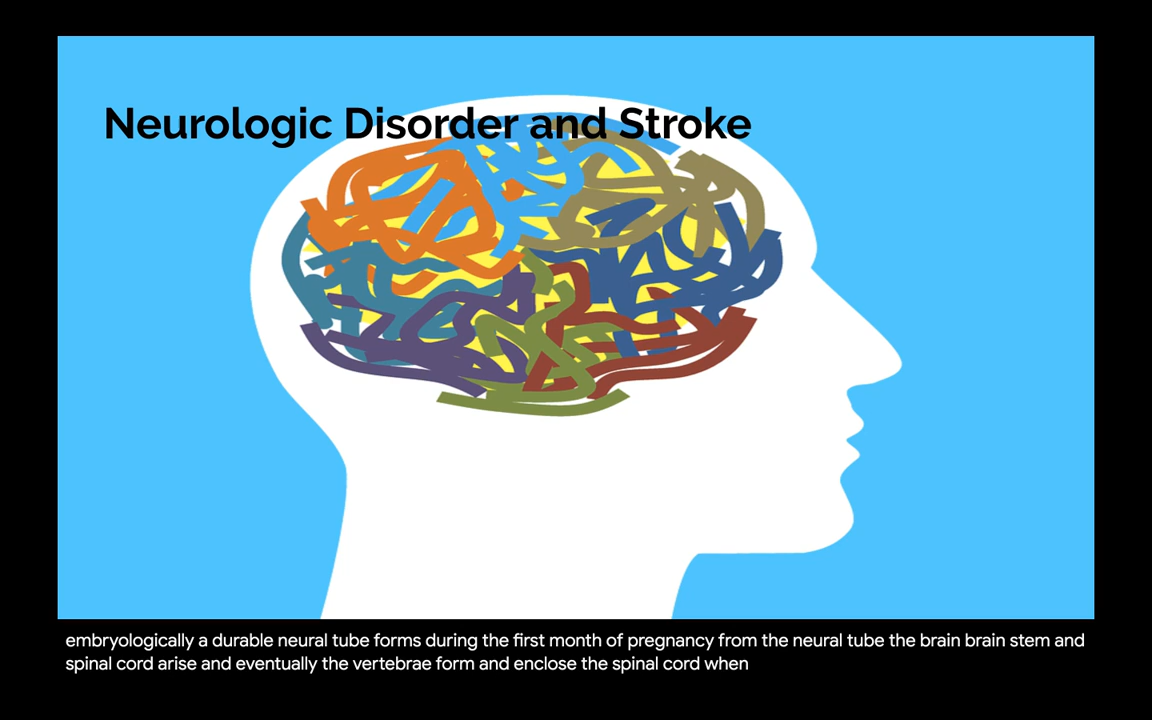 Neurologic Disorder and Stroke
embryologically a durable neural tube forms during the first month of pregnancy from the neural tube the brain brain stem and
spinal cord arise and eventually the vertebrae form and enclose the spinal cord when